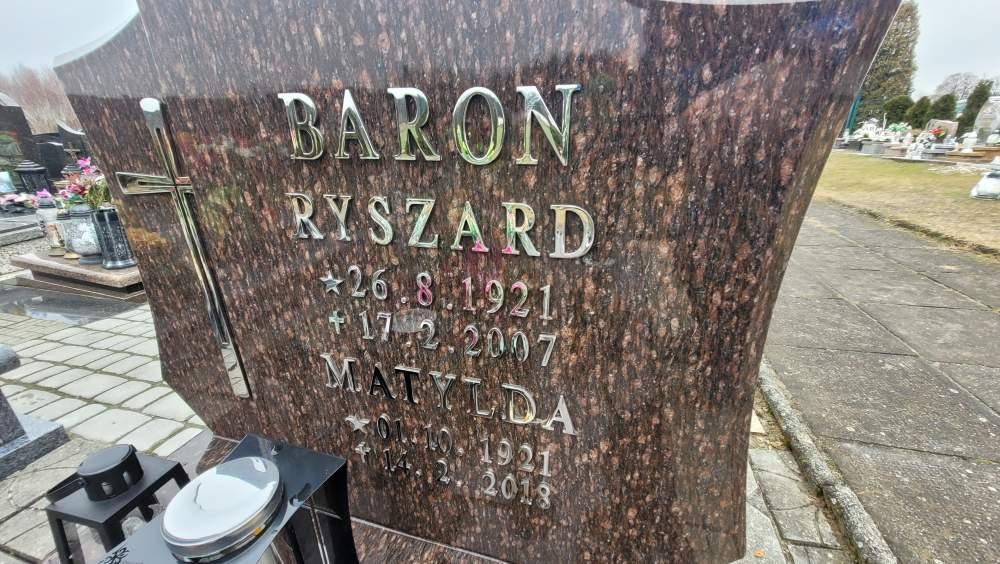 BARON
RYSZARD
★ 26.8.1921
+ 17.2.2007
MATYLDA
★ 01.10.1921
+ 14.2.2018